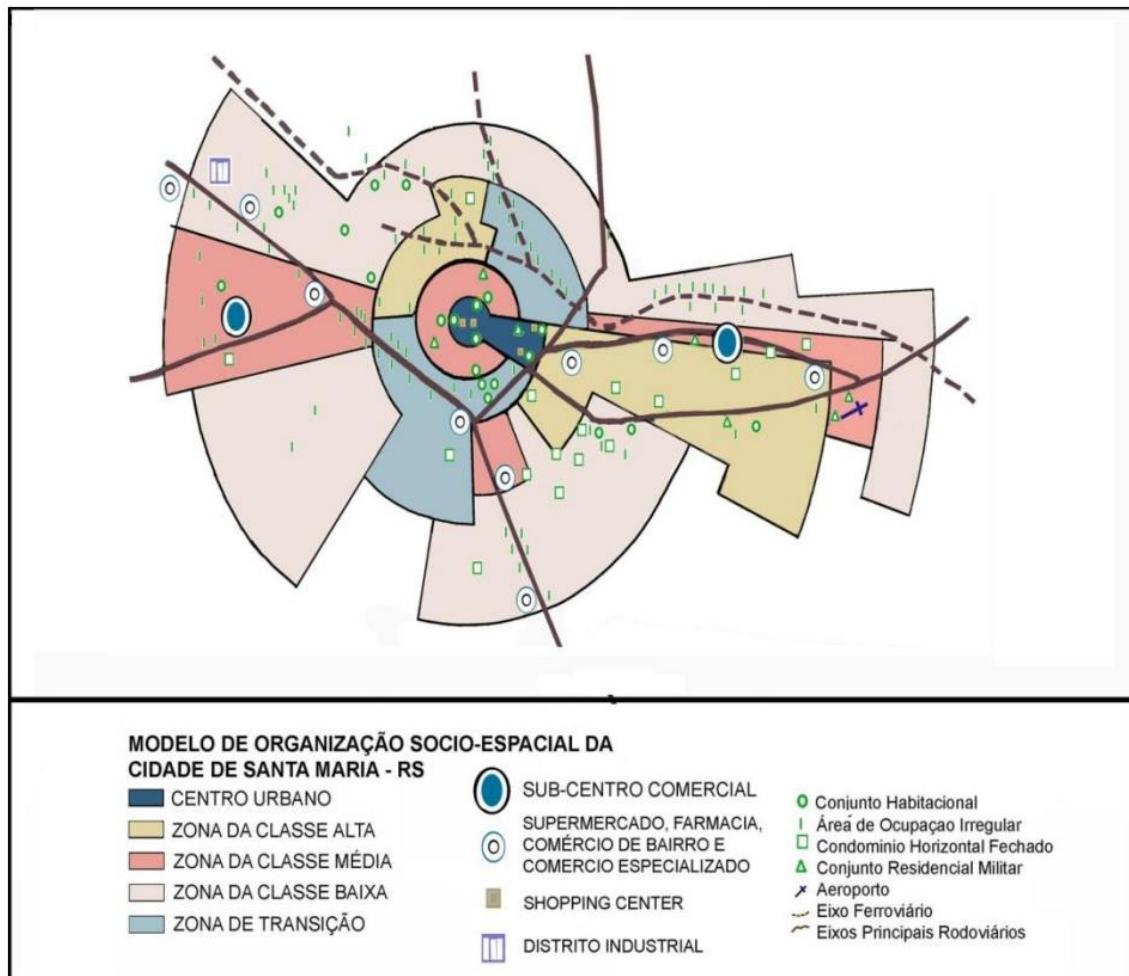 MODELO DE ORGANIZAÇÃO SOCIO-ESPACIAL DA
CIDADE DE SANTA MARIA - RS
CENTRO URBANO
ZONA DA CLASSE ALTA
ZONA DA CLASSE MÉDIA
ZONA DA CLASSE BAIXA
ZONA DE TRANSIÇÃO
SUB-CENTRO COMERCIAL
SUPERMERCADO, FARMACIA,
COMÉRCIO DE BAIRRO E
COMERCIO ESPECIALIZADO
SHOPPING CENTER
DISTRITO INDUSTRIAL
Conjunto Habitacional
Área de Ocupaçao Irregular
Condominio Horizontal Fechado
Conjunto Residencial Militar
Aeroporto
Eixo Ferroviário
Eixos Principais Rodoviários